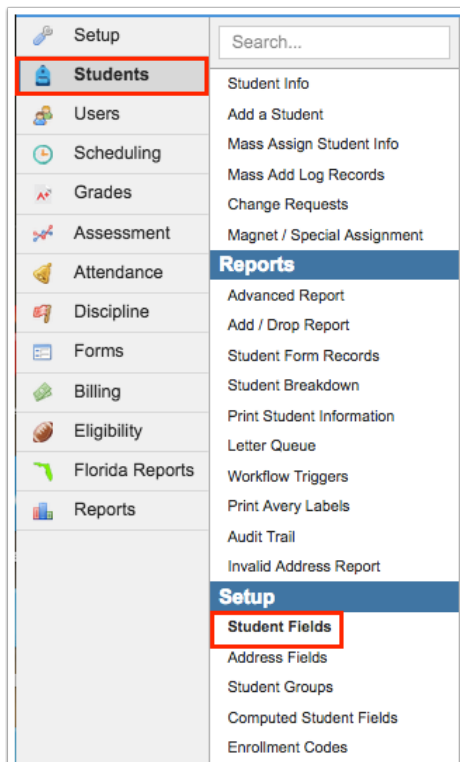 Setup
Students
Users
Scheduling
Grades
Assessment
Attendance
Discipline
Forms
Billing
Eligibility
Florida Reports
Reports
Search...
Student Info
Add a Student
Mass Assign Student Info
Mass Add Log Records
Change Requests
Magnet / Special Assignment
Reports
Advanced Report
Add / Drop Report
Student Form Records
Student Breakdown
Print Student Information
Letter Queue
Workflow Triggers
Print Avery Labels
Audit Trail
Invalid Address Report
Setup
Student Fields
Address Fields
Student Groups
Computed Student Fields
Enrollment Codes